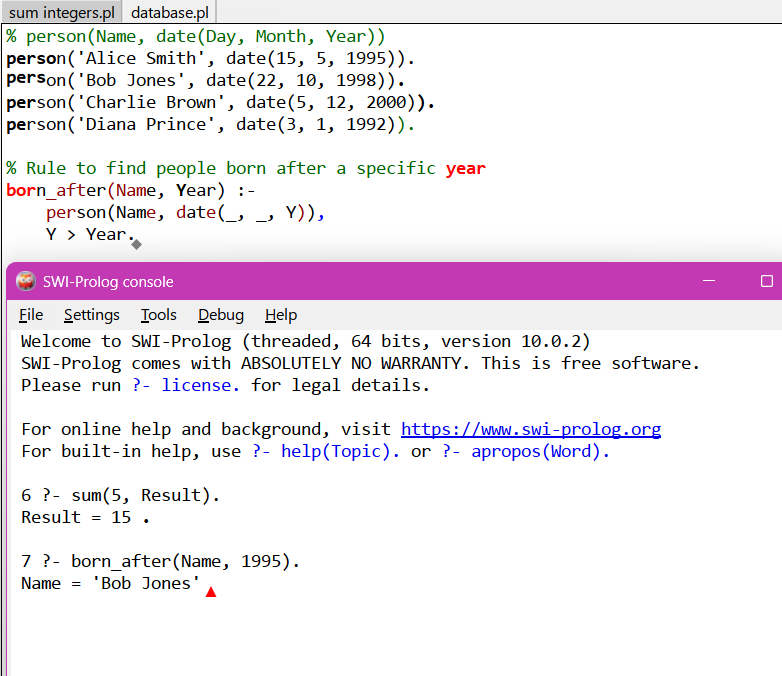 sum integers.pl database.pl
% person(Name, date(Day, Month, Year))
person('Alice Smith', date(15, 5, 1995)).
person('Bob Jones', date(22, 10, 1998)).
person('Charlie Brown', date(5, 12, 2000)).
person('Diana Prince', date(3, 1, 1992)).
% Rule to find people born after a specific year
born_after(Name, Year) :-
person(Name, date(_, _, Y)),
Y > Year.
SWI-Prolog console
File Settings Tools Debug Help
Welcome to SWI-Prolog (threaded, 64 bits, version 10.0.2)
SWI-Prolog comes with ABSOLUTELY NO WARRANTY. This is free software.
Please run ?- license. for legal details.
For online help and background, visit https://www.swi-prolog.org
For built-in help, use ?- help(Topic). or ?- apropos(Word).
6 ?- sum(5, Result).
Result = 15 .
7 ?- born_after(Name, 1995).
Name = 'Bob Jones'